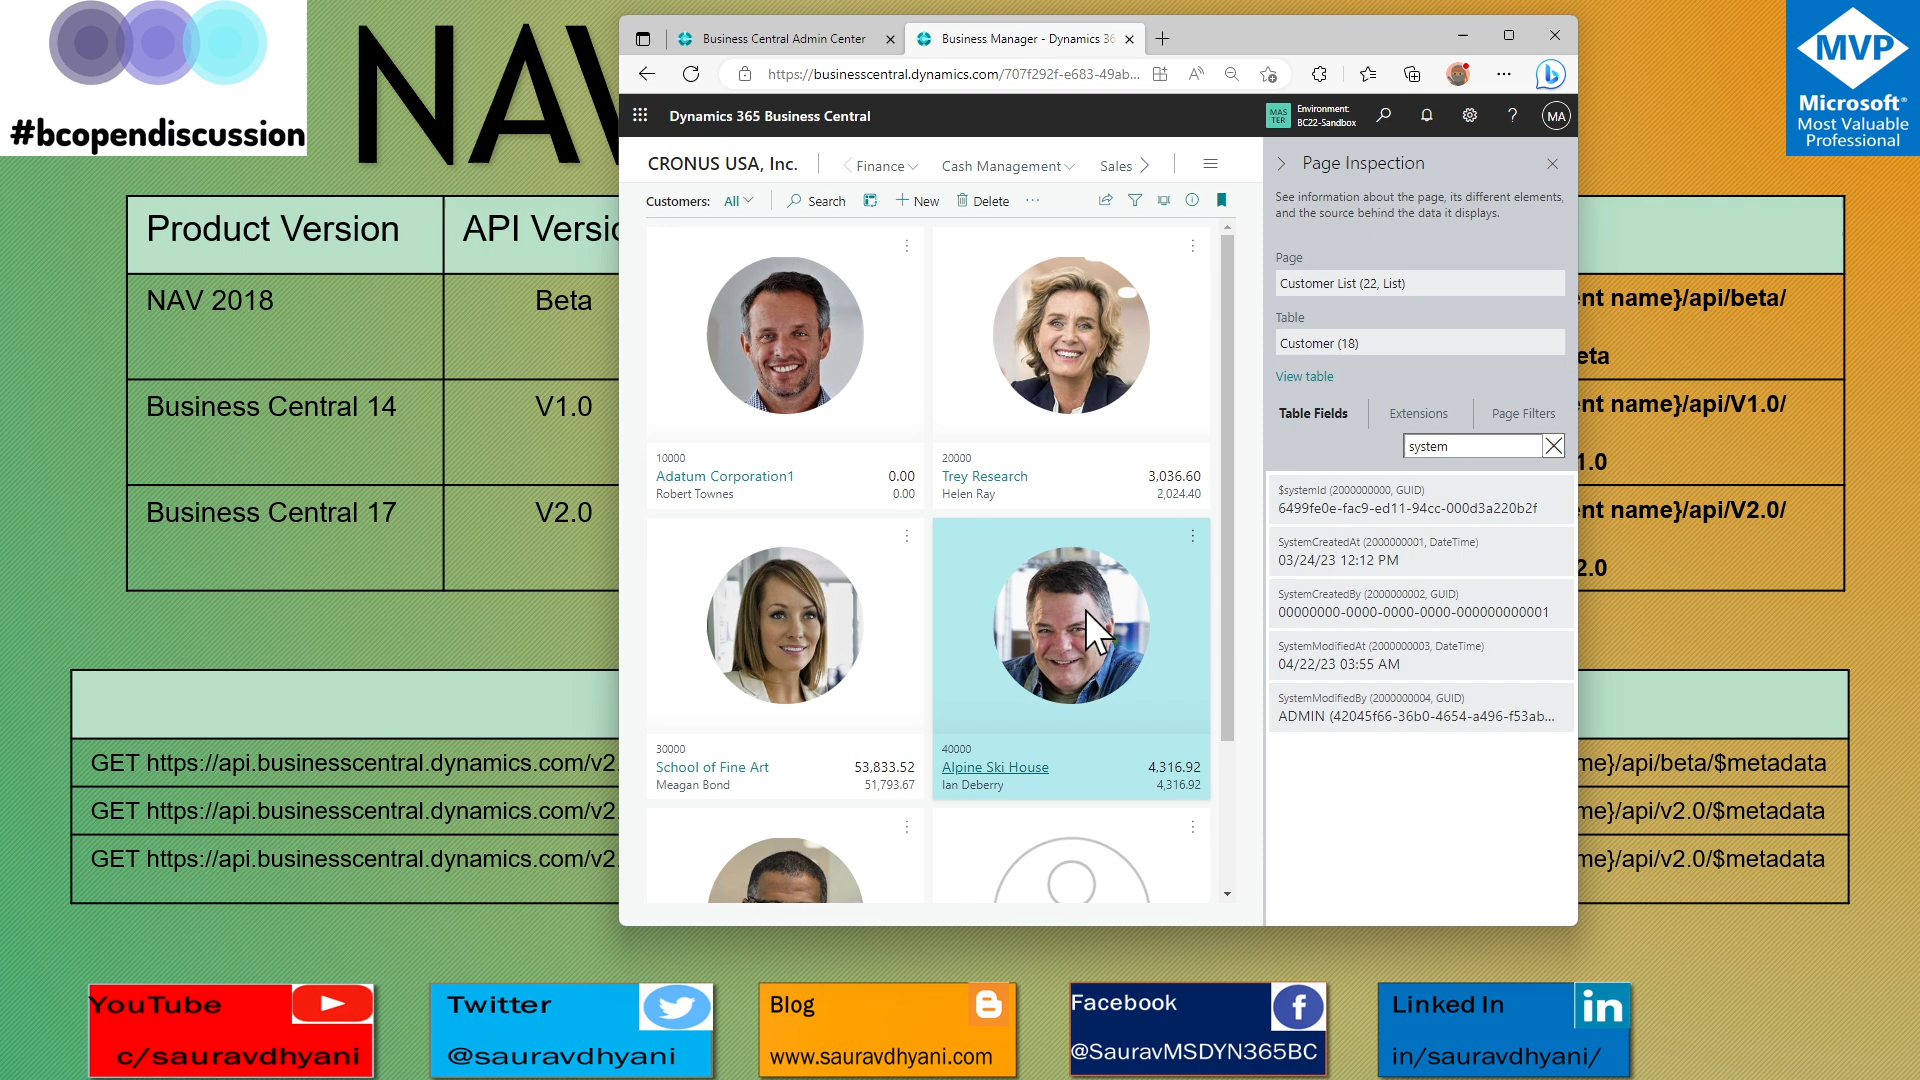 #bcopendiscussion
NAV
MVP
Microsoft®
Most Valuable
Professional
Product Version
API Versio
NAV 2018
Beta
ent name}/api/beta/
eta
Business Central 14
V1.0
ent name}/api/V1.0/
1.0
Business Central 17
V2.0
ent name}/api/V2.0/
2.0
GET https://api.businesscentral.dynamics.com/v2
me}/api/beta/$metadata
GET https://api.businesscentral.dynamics.com/v2.
me}/api/v2.0/$metadata
GET https://api.businesscentral.dynamics.com/v2
me}/api/v2.0/$metadata
Business Central Admin Center
Business Manager - Dynamics 36
https://businesscentral.dynamics.com/707f292f-e683-49ab...
Dynamics 365 Business Central
MAS
TER
Environment:
BC22-Sandbox
MA
CRONUS USA, Inc.
Finance
Cash Management
Sales
Customers:
All
Search
New
Delete
10000
Adatum Corporation1
0.00
Robert Townes
0.00
20000
Trey Research
3,036.60
Helen Ray
2,024.40
30000
School of Fine Art
53,833.52
Meagan Bond
51,793.67
40000
Alpine Ski House
4,316.92
Ian Deberry
4,316.92
Page Inspection
See information about the page, its different elements,
and the source behind the data it displays.
Page
Customer List (22, List)
Table
Customer (18)
View table
Table Fields
Extensions
Page Filters
system
$systemId (2000000000, GUID)
6499fe0e-fac9-ed11-94cc-000d3a220b2f
SystemCreatedAt (2000000001, DateTime)
03/24/23 12:12 PM
SystemCreatedBy (2000000002, GUID)
00000000-0000-0000-0000-000000000001
SystemModifiedAt (2000000003, DateTime)
04/22/23 03:55 AM
SystemModifiedBy (2000000004, GUID)
ADMIN (42045f66-36b0-4654-a496-f53ab...
YouTube
c/sauravdhyani
Twitter
@sauravdhyani
Blog
www.sauravdhyani.com
Facebook
@SauravMSDYN365BC
Linked In
in
in/sauravdhyani/